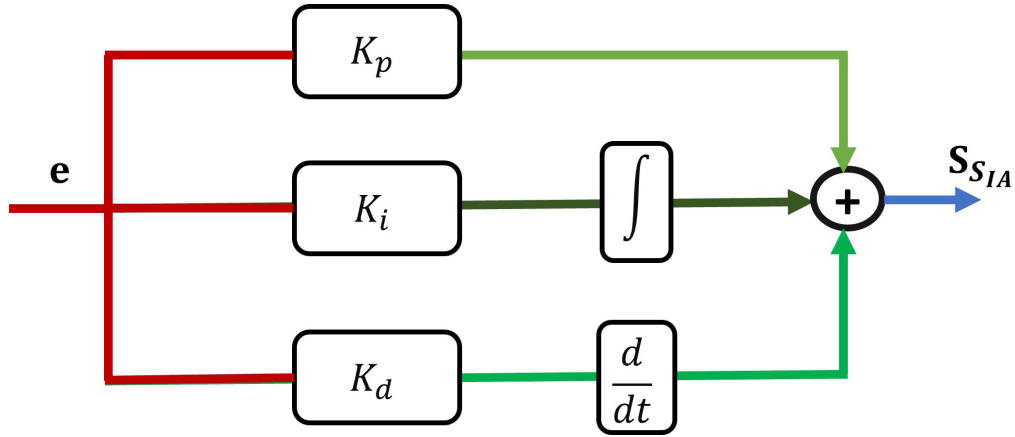 K_p
e
K_i
∫
+
S_{S_{IA}}
K_d
d
dt